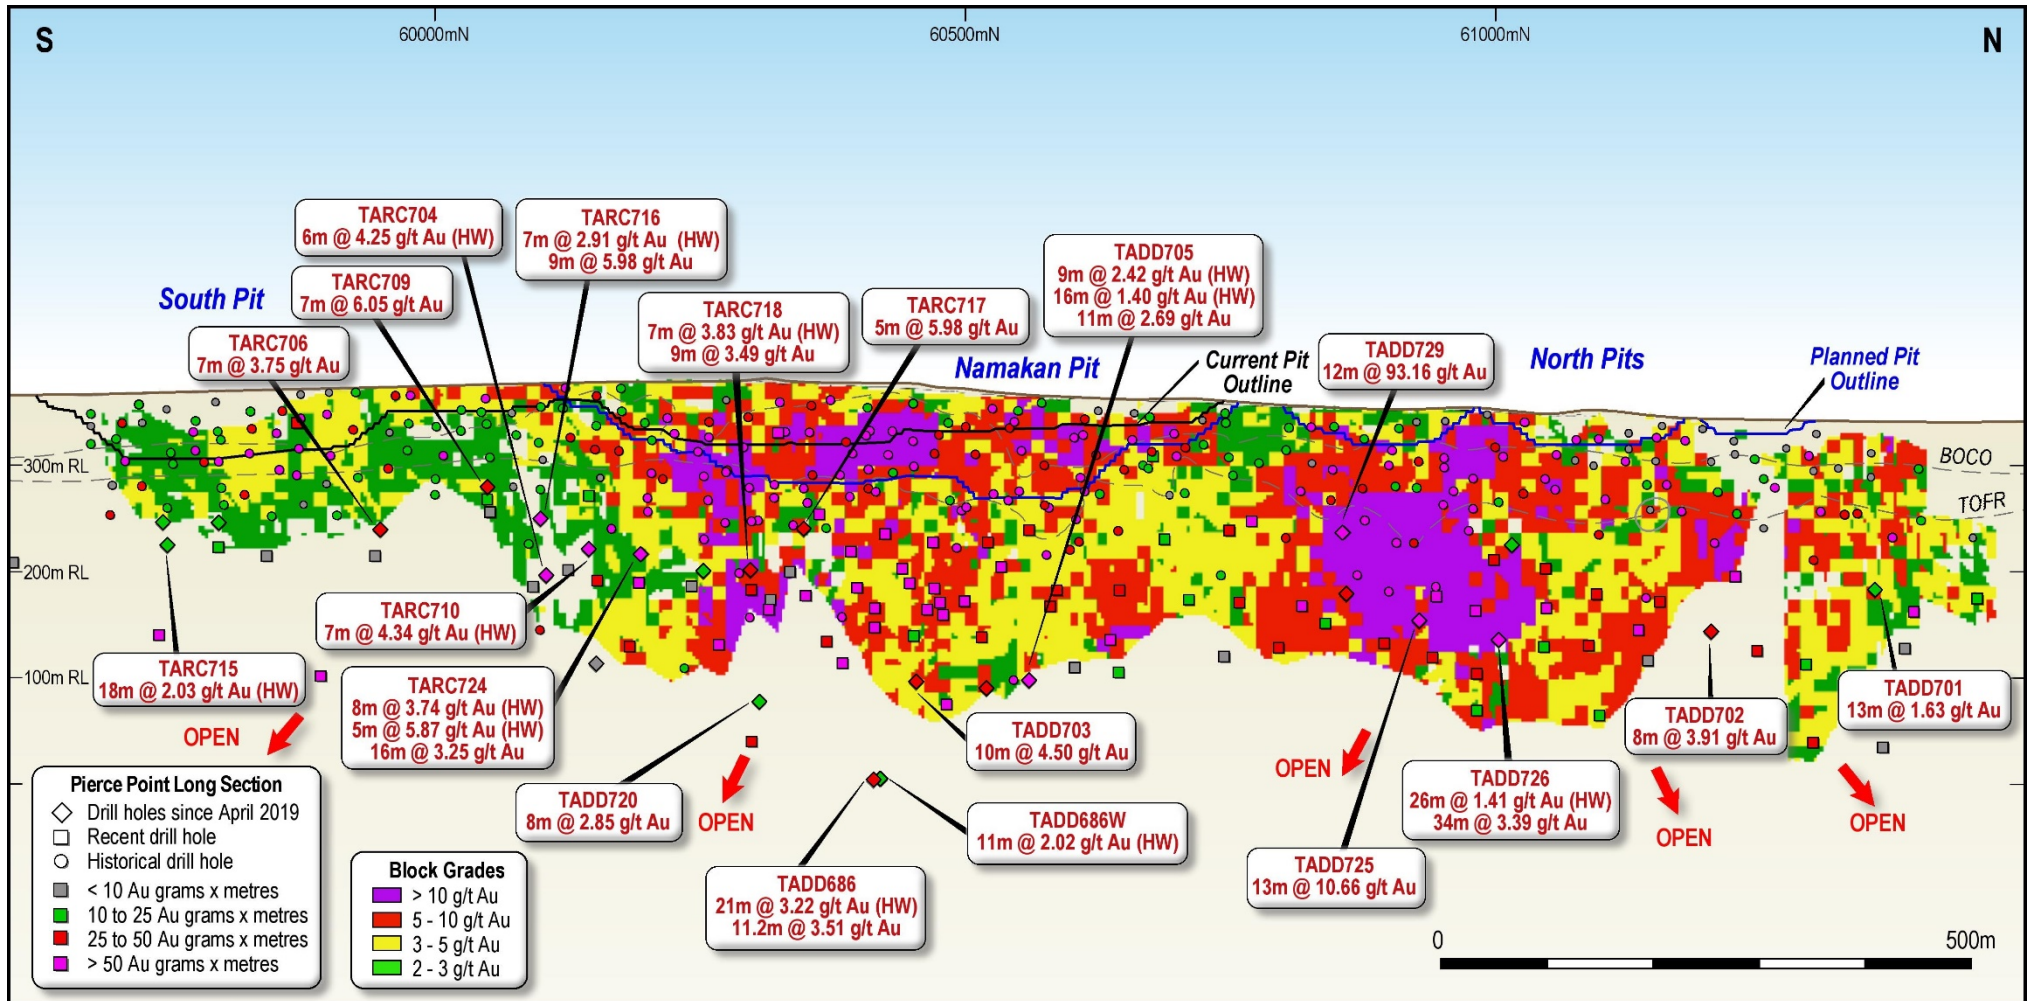 S
60000mN
60500mN
61000mN
N
TARC704
6m @ 4.25 g/t Au (HW)
TARC716
7m @ 2.91 g/t Au (HW)
9m @ 5.98 g/t Au
TARC709
7m @ 6.05 g/t Au
South Pit
TARC706
7m @ 3.75 g/t Au
TARC718
7m @ 3.83 g/t Au (HW)
9m @ 3.49 g/t Au
TARC717
5m @ 5.98 g/t Au
TADD705
9m @ 2.42 g/t Au (HW)
16m @ 1.40 g/t Au (HW)
11m @ 2.69 g/t Au
Namakan Pit
Current Pit
Outline
TADD729
12m @ 93.16 g/t Au
North Pits
Planned Pit
Outline
300m RL
BOCO
TOFR
200m RL
100m RL
TARC710
7m @ 4.34 g/t Au (HW)
TARC715
18m @ 2.03 g/t Au (HW)
TARC724
8m @ 3.74 g/t Au (HW)
5m @ 5.87 g/t Au (HW)
16m @ 3.25 g/t Au
TADD703
10m @ 4.50 g/t Au
TADD702
8m @ 3.91 g/t Au
TADD701
13m @ 1.63 g/t Au
OPEN
OPEN
OPEN
OPEN
OPEN
TADD720
8m @ 2.85 g/t Au
TADD686W
11m @ 2.02 g/t Au (HW)
TADD726
26m @ 1.41 g/t Au (HW)
34m @ 3.39 g/t Au
TADD686
21m @ 3.22 g/t Au (HW)
11.2m @ 3.51 g/t Au
TADD725
13m @ 10.66 g/t Au
Pierce Point Long Section
Drill holes since April 2019
Recent drill hole
Historical drill hole
< 10 Au grams x metres
10 to 25 Au grams x metres
25 to 50 Au grams x metres
> 50 Au grams x metres
Block Grades
> 10 g/t Au
5 - 10 g/t Au
3 - 5 g/t Au
2 - 3 g/t Au
0
500m